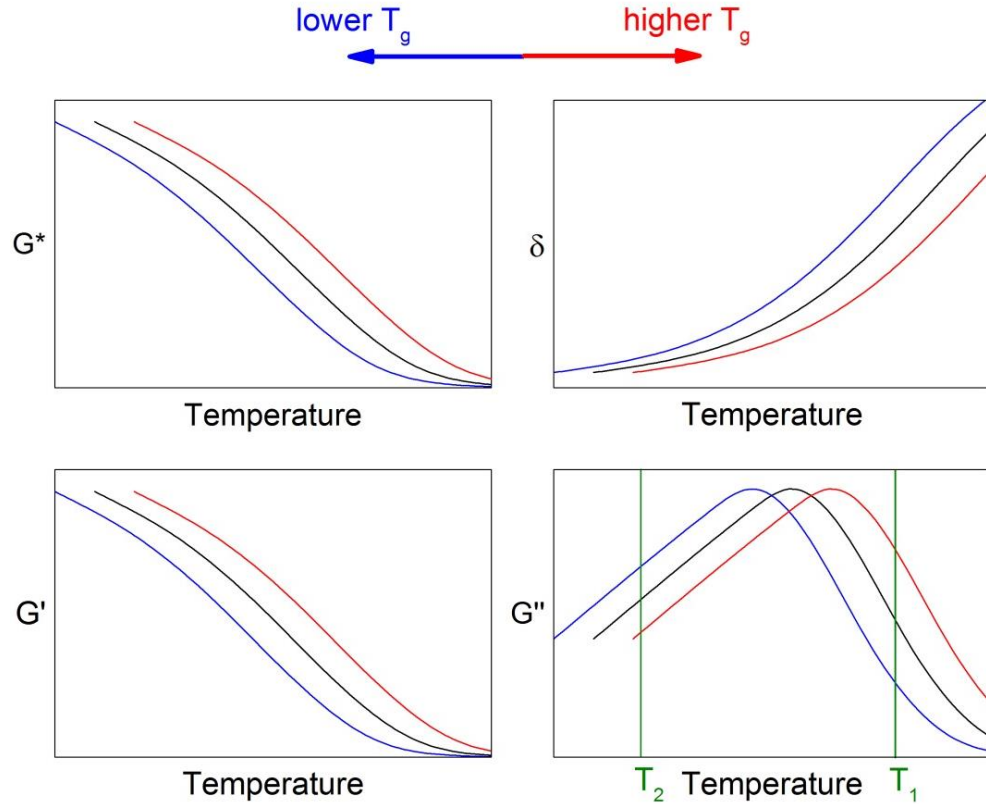 lower Tg
higher Tg
G*
Temperature
δ
Temperature
G'
Temperature
G''
T2
Temperature
T1